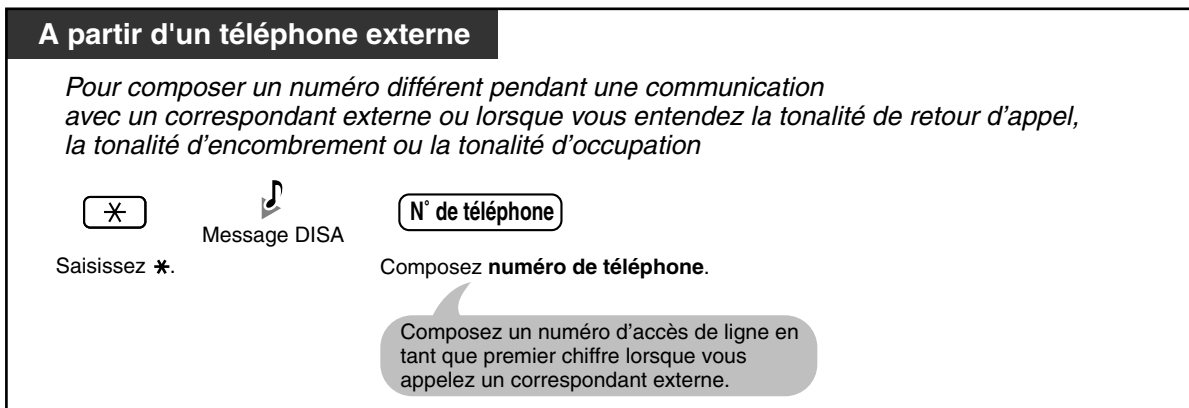 A partir d'un téléphone externe
Pour composer un numéro différent pendant une communication
avec un correspondant externe ou lorsque vous entendez la tonalité de retour d’appel,
la tonalité d’encombrement ou la tonalité d’occupation
N˚ de téléphone
Message DISA
Saisissez *.
Composez numéro de téléphone.
Composez un numéro d’accès de ligne en
tant que premier chiffre lorsque vous
appelez un correspondant externe.